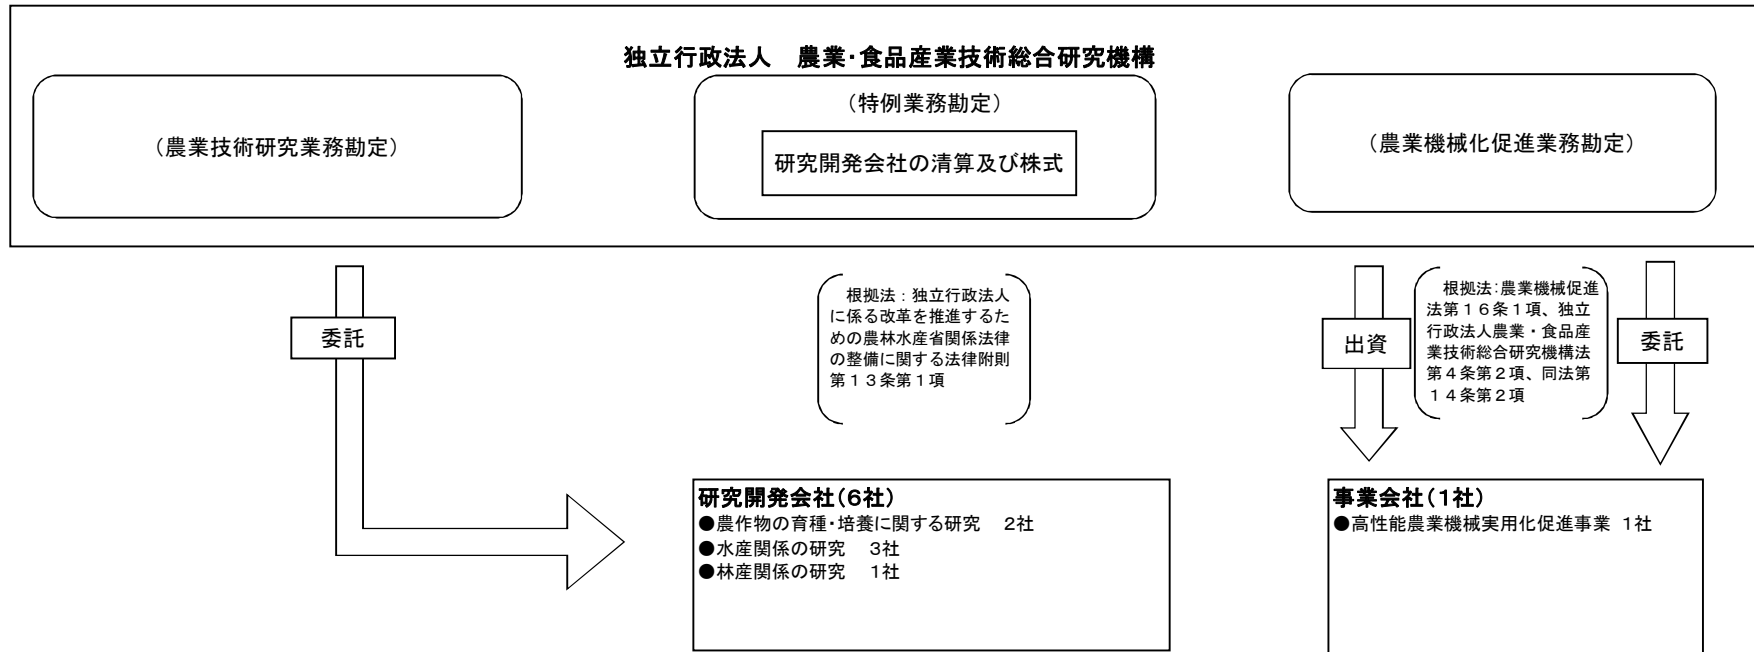 独立行政法人　農業・食品産業技術総合研究機構
（農業技術研究業務勘定）
（特例業務勘定）
研究開発会社の清算及び株式
（農業機械化促進業務勘定）
委託
根拠法：独立行政法人
に係る改革を推進するた
めの農林水産省関係法律
の整備に関する法律附則
第１３条第１項
出資
根拠法：農業機械促進
法第１６条１項、独立
行政法人農業・食品産
業技術総合研究機構法
第４条第２項、同法第
１４条第２項
委託
研究開発会社（６社）
●農作物の育種・培養に関する研究　２社
●水産関係の研究　３社
●林産関係の研究　１社
事業会社（１社）
●高性能農業機械実用化促進事業 １社